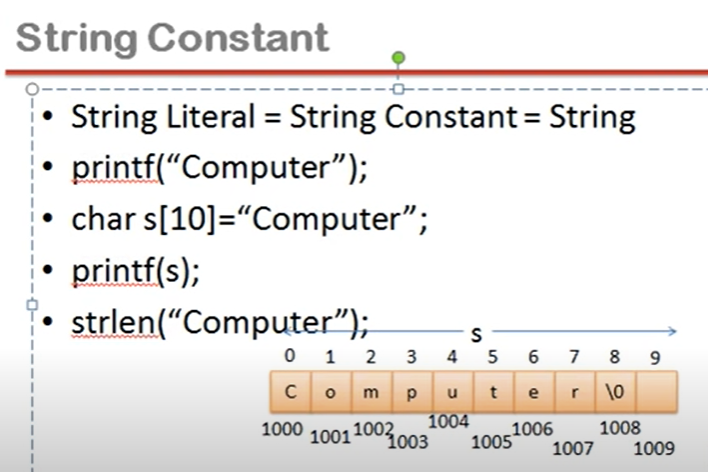 String Constant
• String Literal = String Constant = String
• printf(“Computer”);
• char s[10]=“Computer”;
• printf(s);
• strlen(“Computer”);
s
0 1 2 3 4 5 6 7 8 9
C o m p u t e r \0
1000 1001 1002 1003 1004 1005 1006 1007 1008 1009